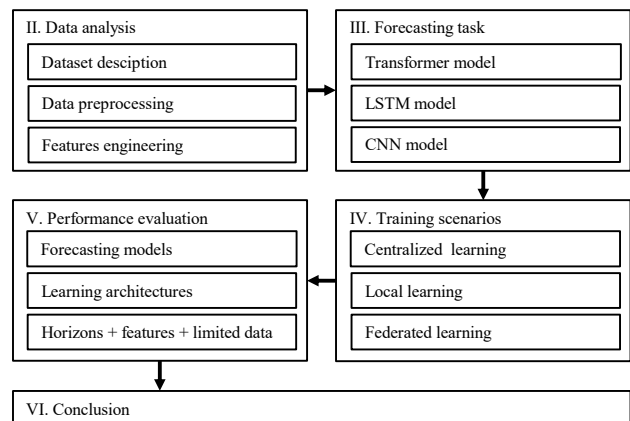 II. Data analysis
Dataset desciption
Data preprocessing
Features engineering
III. Forecasting task
Transformer model
LSTM model
CNN model
IV. Training scenarios
Centralized learning
Local learning
Federated learning
V. Performance evaluation
Forecasting models
Learning architectures
Horizons + features + limited data
VI. Conclusion